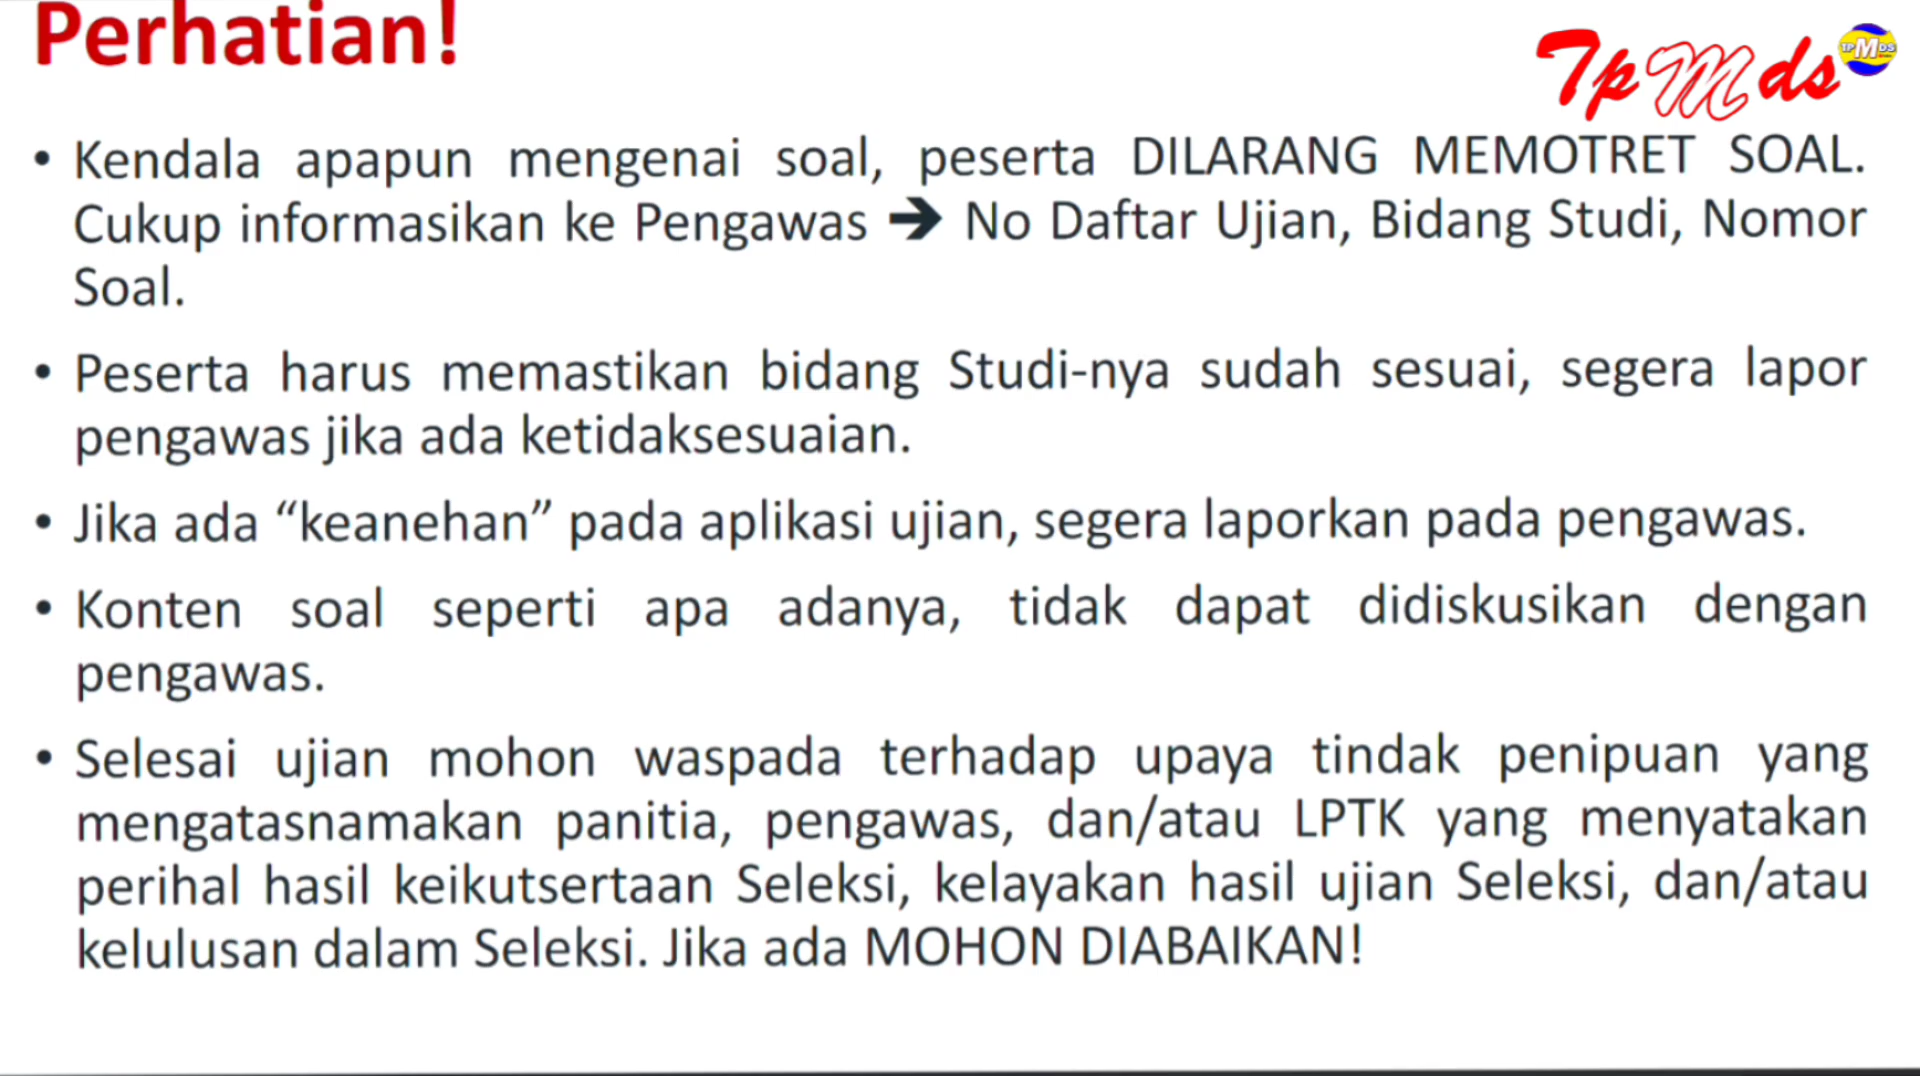 Perhatian!
TpMds
TPMDS
• Kendala apapun mengenai soal, peserta DILARANG MEMOTRET SOAL.
Cukup informasikan ke Pengawas ➔ No Daftar Ujian, Bidang Studi, Nomor
Soal.
• Peserta harus memastikan bidang Studi-nya sudah sesuai, segera lapor
pengawas jika ada ketidaksesuaian.
• Jika ada “keanehan” pada aplikasi ujian, segera laporkan pada pengawas.
• Konten soal seperti apa adanya, tidak dapat didiskusikan dengan
pengawas.
• Selesai ujian mohon waspada terhadap upaya tindak penipuan yang
mengatasnamakan panitia, pengawas, dan/atau LPTK yang menyatakan
perihal hasil keikutsertaan Seleksi, kelayakan hasil ujian Seleksi, dan/atau
kelulusan dalam Seleksi. Jika ada MOHON DIABAIKAN!